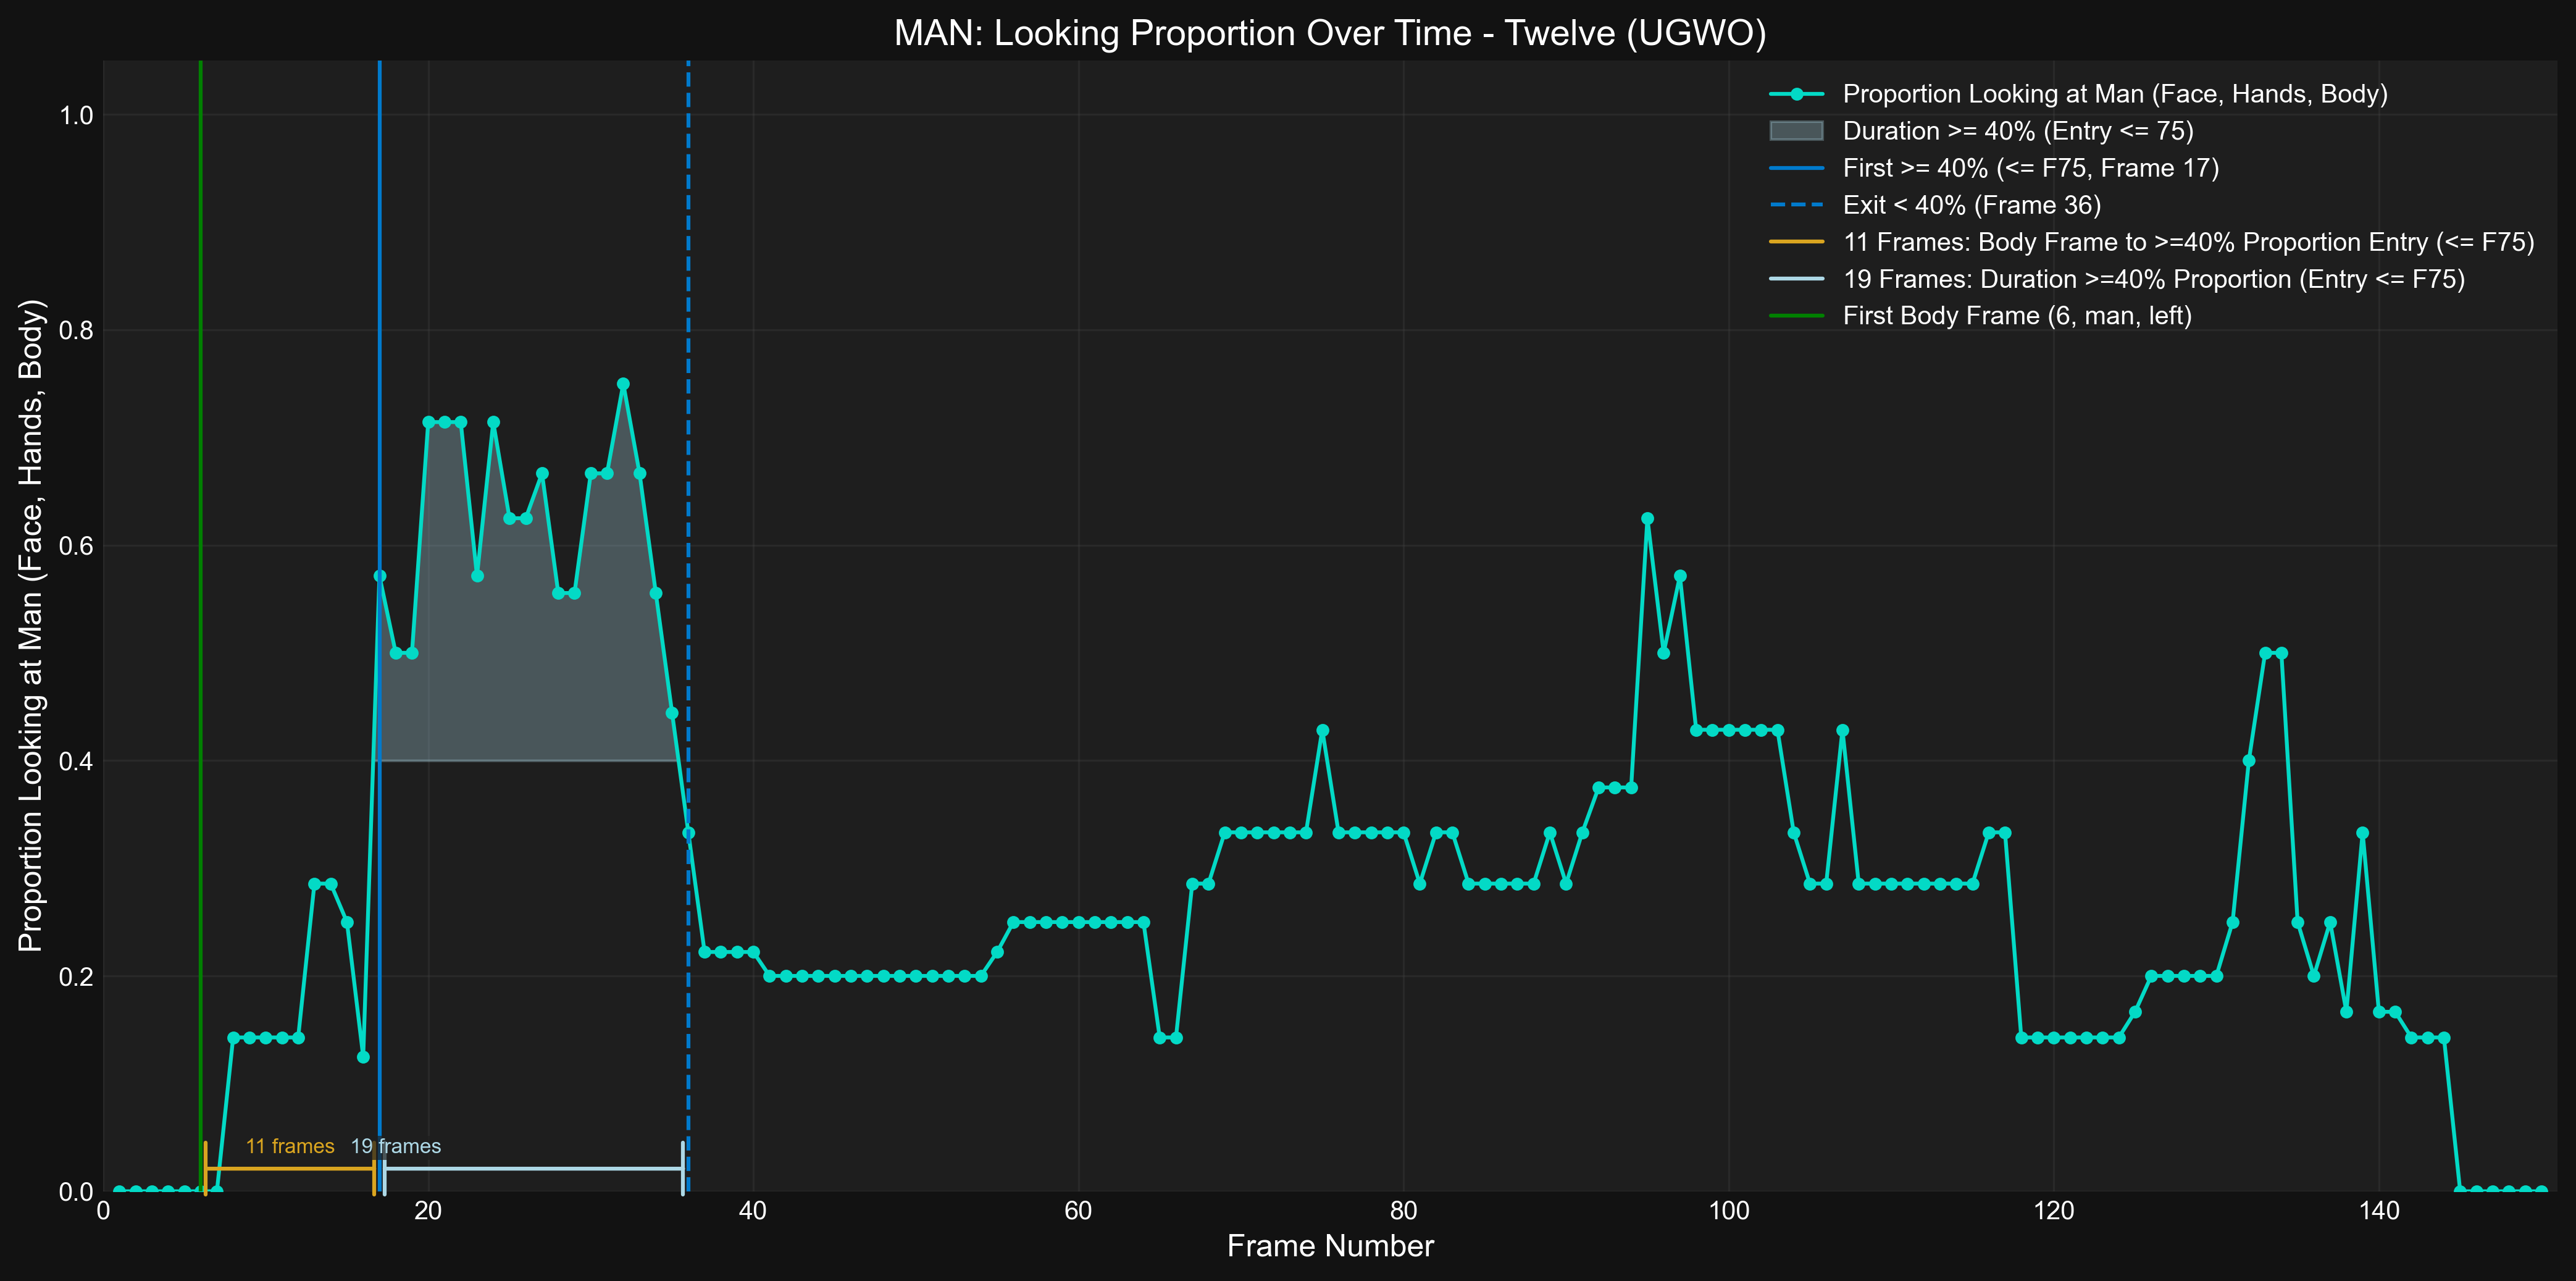 MAN: Looking Proportion Over Time - Twelve (UGWO)
Proportion Looking at Man (Face, Hands, Body)
Duration >= 40% (Entry <= 75)
First >= 40% (<= F75, Frame 17)
Exit < 40% (Frame 36)
11 Frames: Body Frame to >=40% Proportion Entry (<= F75)
19 Frames: Duration >=40% Proportion (Entry <= F75)
First Body Frame (6, man, left)
Proportion Looking at Man (Face, Hands, Body)
1.0
0.8
0.6
0.4
0.2
0.0
11 frames
19 frames
0 20 40 60 80 100 120 140
Frame Number